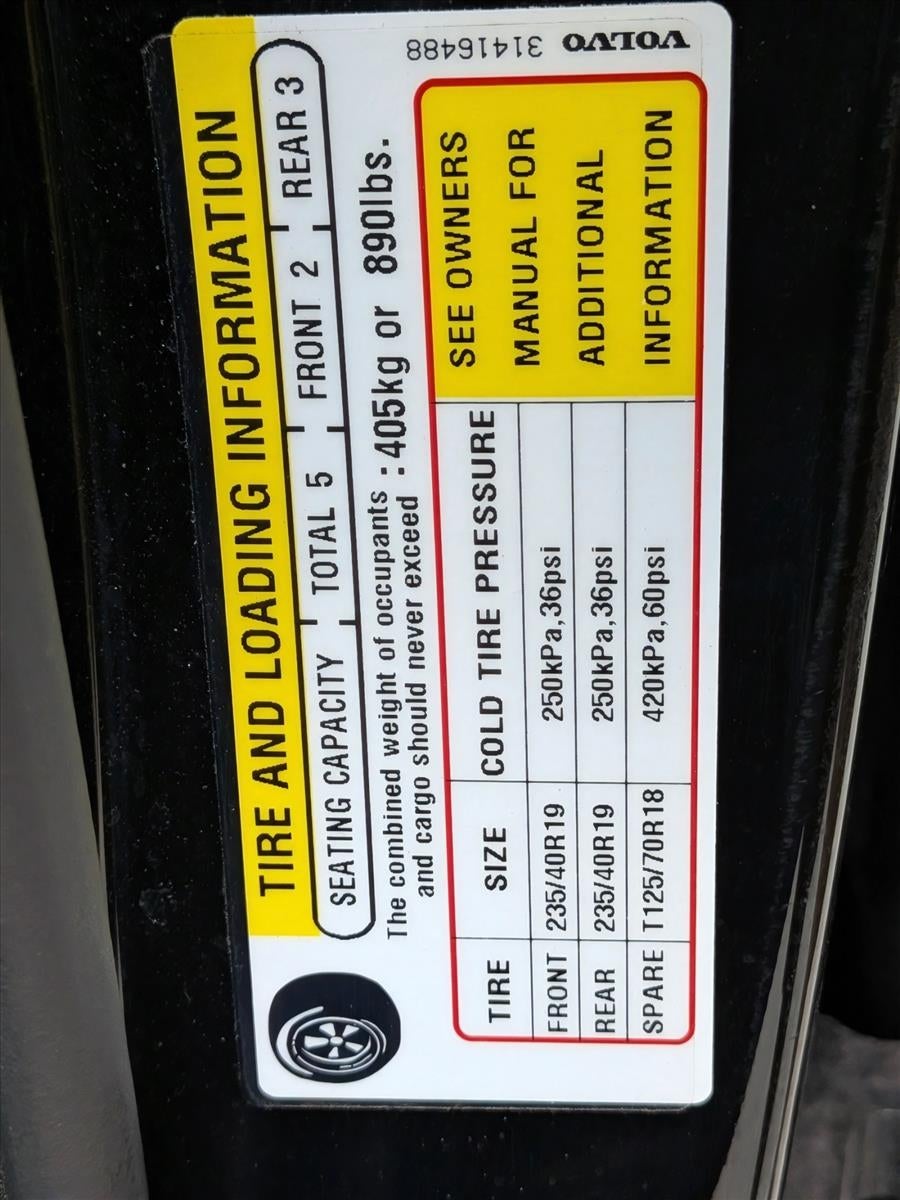 TIRE AND LOADING INFORMATION
SEATING CAPACITY TOTAL 5 FRONT 2 REAR 3
The combined weight of occupants
and cargo should never exceed : 405kg or 890lbs.
TIRE SIZE COLD TIRE PRESSURE
FRONT 235/40R19 250kPa,36psi
REAR 235/40R19 250kPa,36psi
SPARE T125/70R18 420kPa,60psi
SEE OWNERS
MANUAL FOR
ADDITIONAL
INFORMATION
VOLVO 31416488